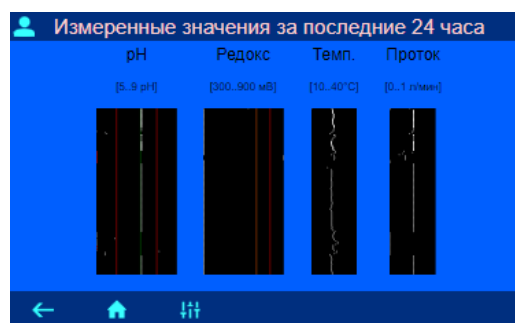 Измеренные значения за последние 24 часа
pH Редокс Темп. Проток
[5..9 pH] [300..900 мВ] [10..40°C] [0..1 л/мин]